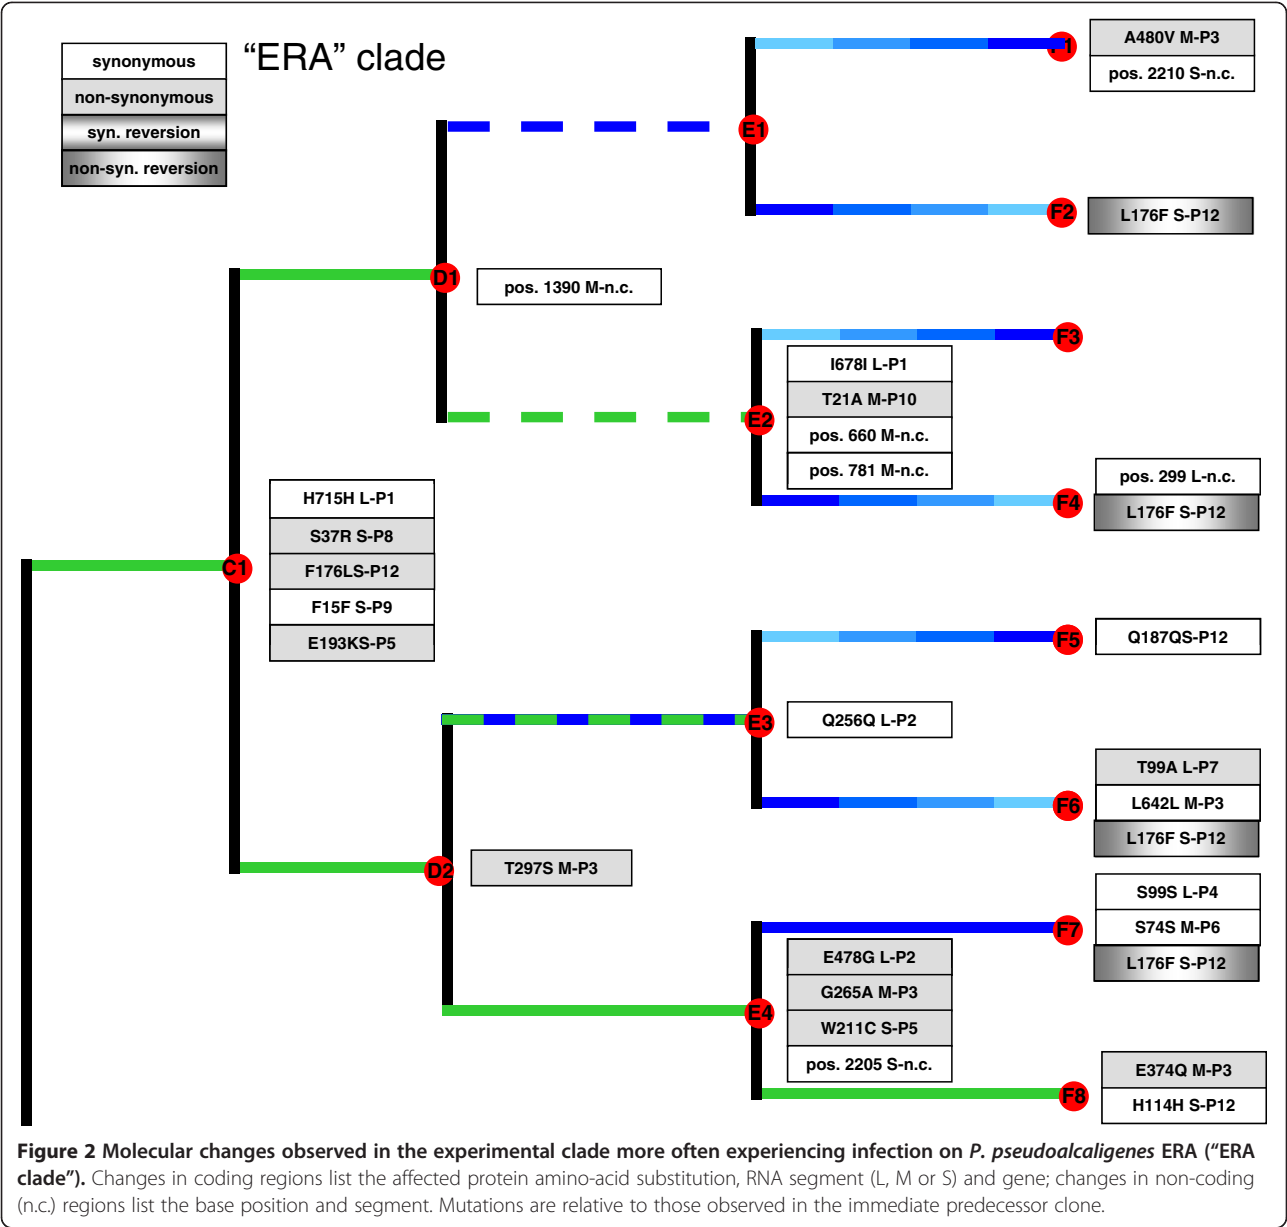 "ERA" clade
synonymous
non-synonymous
syn. reversion
non-syn. reversion
F1
A480V M-P3
pos. 2210 S-n.c.
E1
F2
L176F S-P12
D1
pos. 1390 M-n.c.
F3
E2
I678I L-P1
T21A M-P10
pos. 660 M-n.c.
pos. 781 M-n.c.
F4
pos. 299 L-n.c.
L176F S-P12
C1
H715H L-P1
S37R S-P8
F176LS-P12
F15F S-P9
E193KS-P5
F5
Q187QS-P12
E3
Q256Q L-P2
F6
T99A L-P7
L642L M-P3
L176F S-P12
D2
T297S M-P3
F7
S99S L-P4
S74S M-P6
L176F S-P12
E4
E478G L-P2
G265A M-P3
W211C S-P5
pos. 2205 S-n.c.
F8
E374Q M-P3
H114H S-P12
Figure 2 Molecular changes observed in the experimental clade more often experiencing infection on P. pseudoalcaligenes ERA ("ERA
clade"). Changes in coding regions list the affected protein amino-acid substitution, RNA segment (L, M or S) and gene; changes in non-coding
(n.c.) regions list the base position and segment. Mutations are relative to those observed in the immediate predecessor clone.